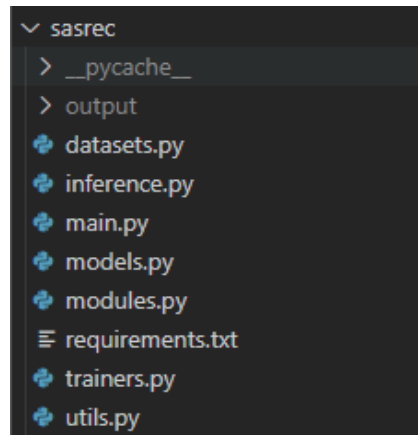 sasrec
__pycache__
output
datasets.py
inference.py
main.py
models.py
modules.py
requirements.txt
trainers.py
utils.py